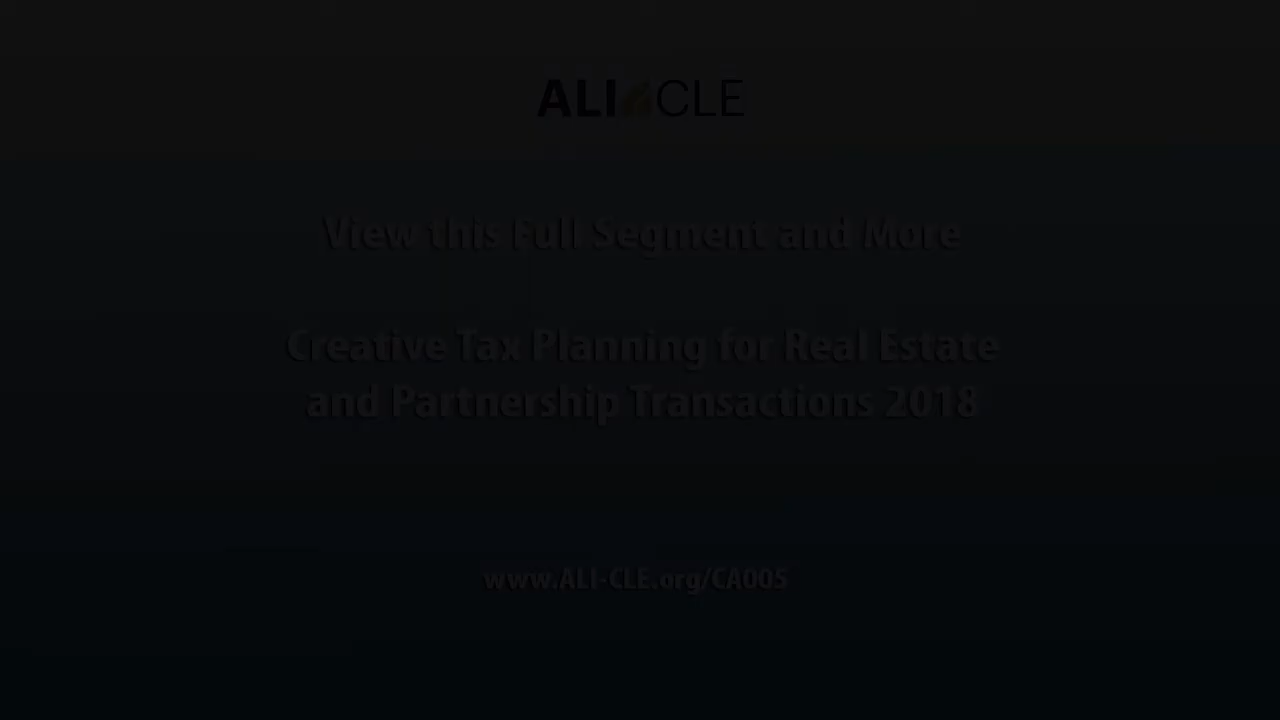 ALI CLE
View this Full Segment and More
Creative Tax Planning for Real Estate
and Partnership Transactions 2018
www.ALI-CLE.org/CA005